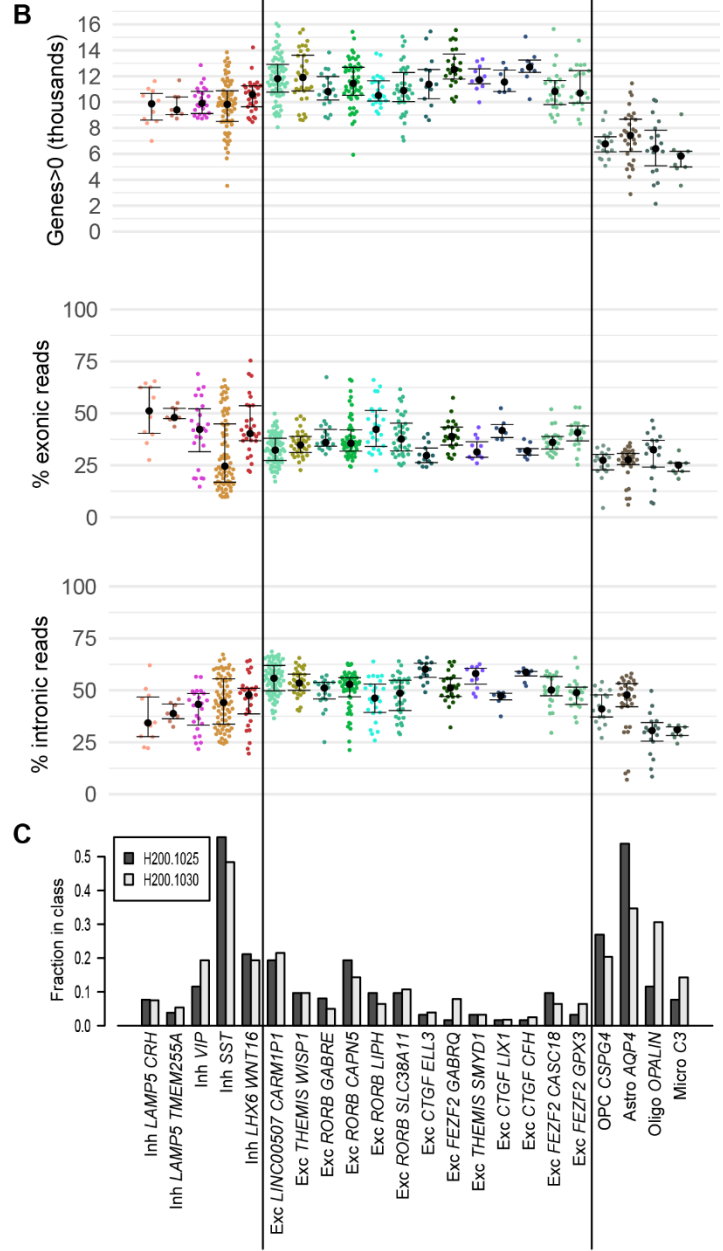 B
16
14
12
10
8
6
4
2
0
Genes>0 (thousands)
100
75
50
25
0
% exonic reads
100
75
50
25
0
% intronic reads
C
H200.1025
H200.1030
0.5
0.4
0.3
0.2
0.1
0.0
Fraction in class
Inh LAMP5 CRH
Inh LAMP5 TMEM255A
Inh VIP
Inh SST
Inh LHX6 WNT16
Exc LINC00507 CARM1P1
Exc THEMIS WISP1
Exc RORB GABRE
Exc RORB CAPN5
Exc RORB LIPH
Exc RORB SLC38A11
Exc CTGF ELL3
Exc FEZF2 GABRQ
Exc THEMIS SMYD1
Exc CTGF LIX1
Exc CTGF CFH
Exc FEZF2 CASC18
Exc FEZF2 GPX3
OPC CSPG4
Astro AQP4
Oligo OPALIN
Micro C3